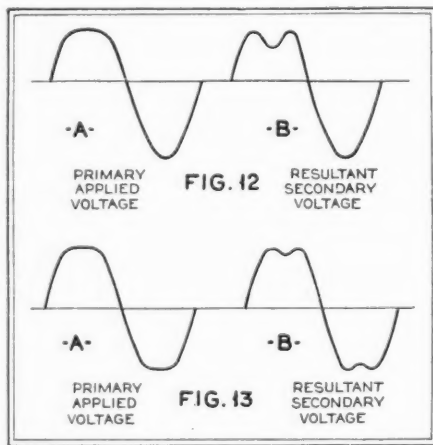 -A-
-B-
PRIMARY
APPLIED
VOLTAGE
FIG. 12
RESULTANT
SECONDARY
VOLTAGE
-A-
-B-
PRIMARY
APPLIED
VOLTAGE
FIG. 13
RESULTANT
SECONDARY
VOLTAGE